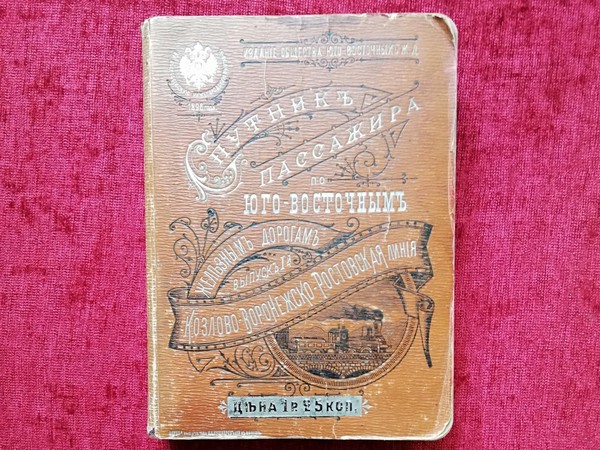 ИЗДАНІЕ ОБЩЕСТВА ЮГО-ВОСТОЧНЫХЪ Ж. Д.
СПУТНИКЪ
ПАССАЖИРА
ПО
ЮГО-ВОСТОЧНЫМЪ
ЖЕЛѢЗНЫМЪ ДОРОГАМЪ
ВЫПУСКЪ
КОЗЛОВО-ВОРОНЕЖСКО-РОСТОВСКАЯ ЛИНІЯ
ЦѢНА 1 р. 25 коп.